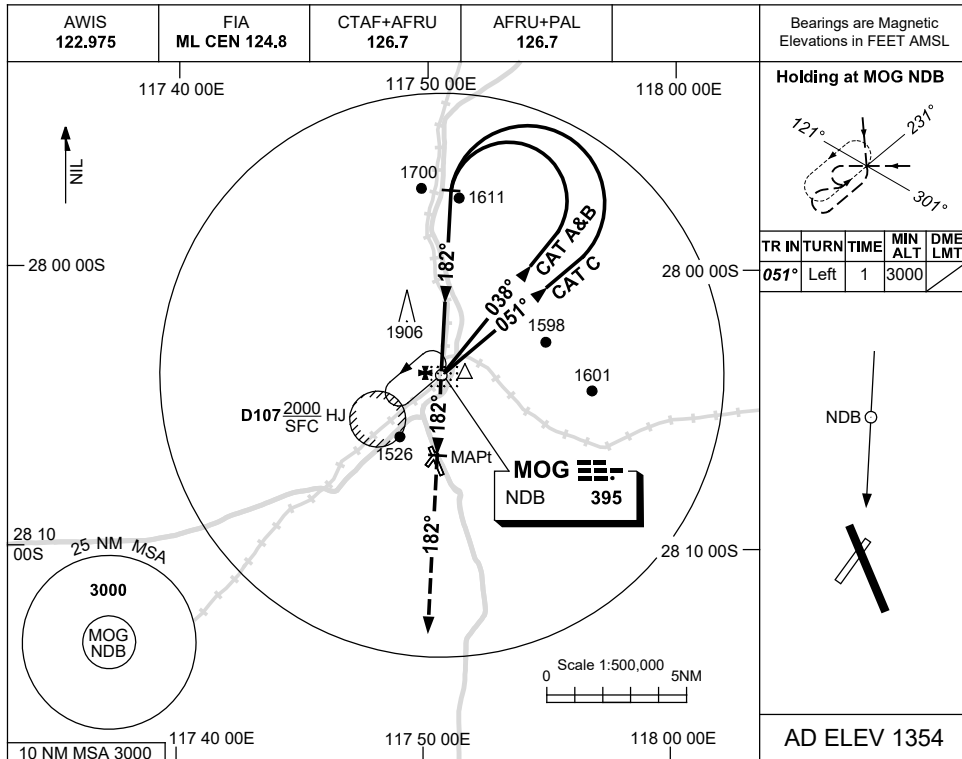 AWIS
122.975
FIA
ML CEN 124.8
CTAF+AFRU
126.7
AFRU+PAL
126.7
Bearings are Magnetic
Elevations in FEET AMSL
117 40 00E
117 50 00E
118 00 00E
NIL
1700
1611
182°
CAT A&B
CAT C
038°
051°
28 00 00S
28 00 00S
1906
1598
1601
D107 2000 HJ
SFC
1526
182°
MAPt
MOG
NDB 395
182°
28 10
00S
28 10 00S
25 NM MSA
3000
MOG
NDB
Scale 1:500,000
0 5NM
10 NM MSA 3000
117 40 00E
117 50 00E
118 00 00E
Holding at MOG NDB
121°
231°
301°
TR IN TURN TIME MIN ALT DME LMT
051° Left 1 3000
NDB
AD ELEV 1354